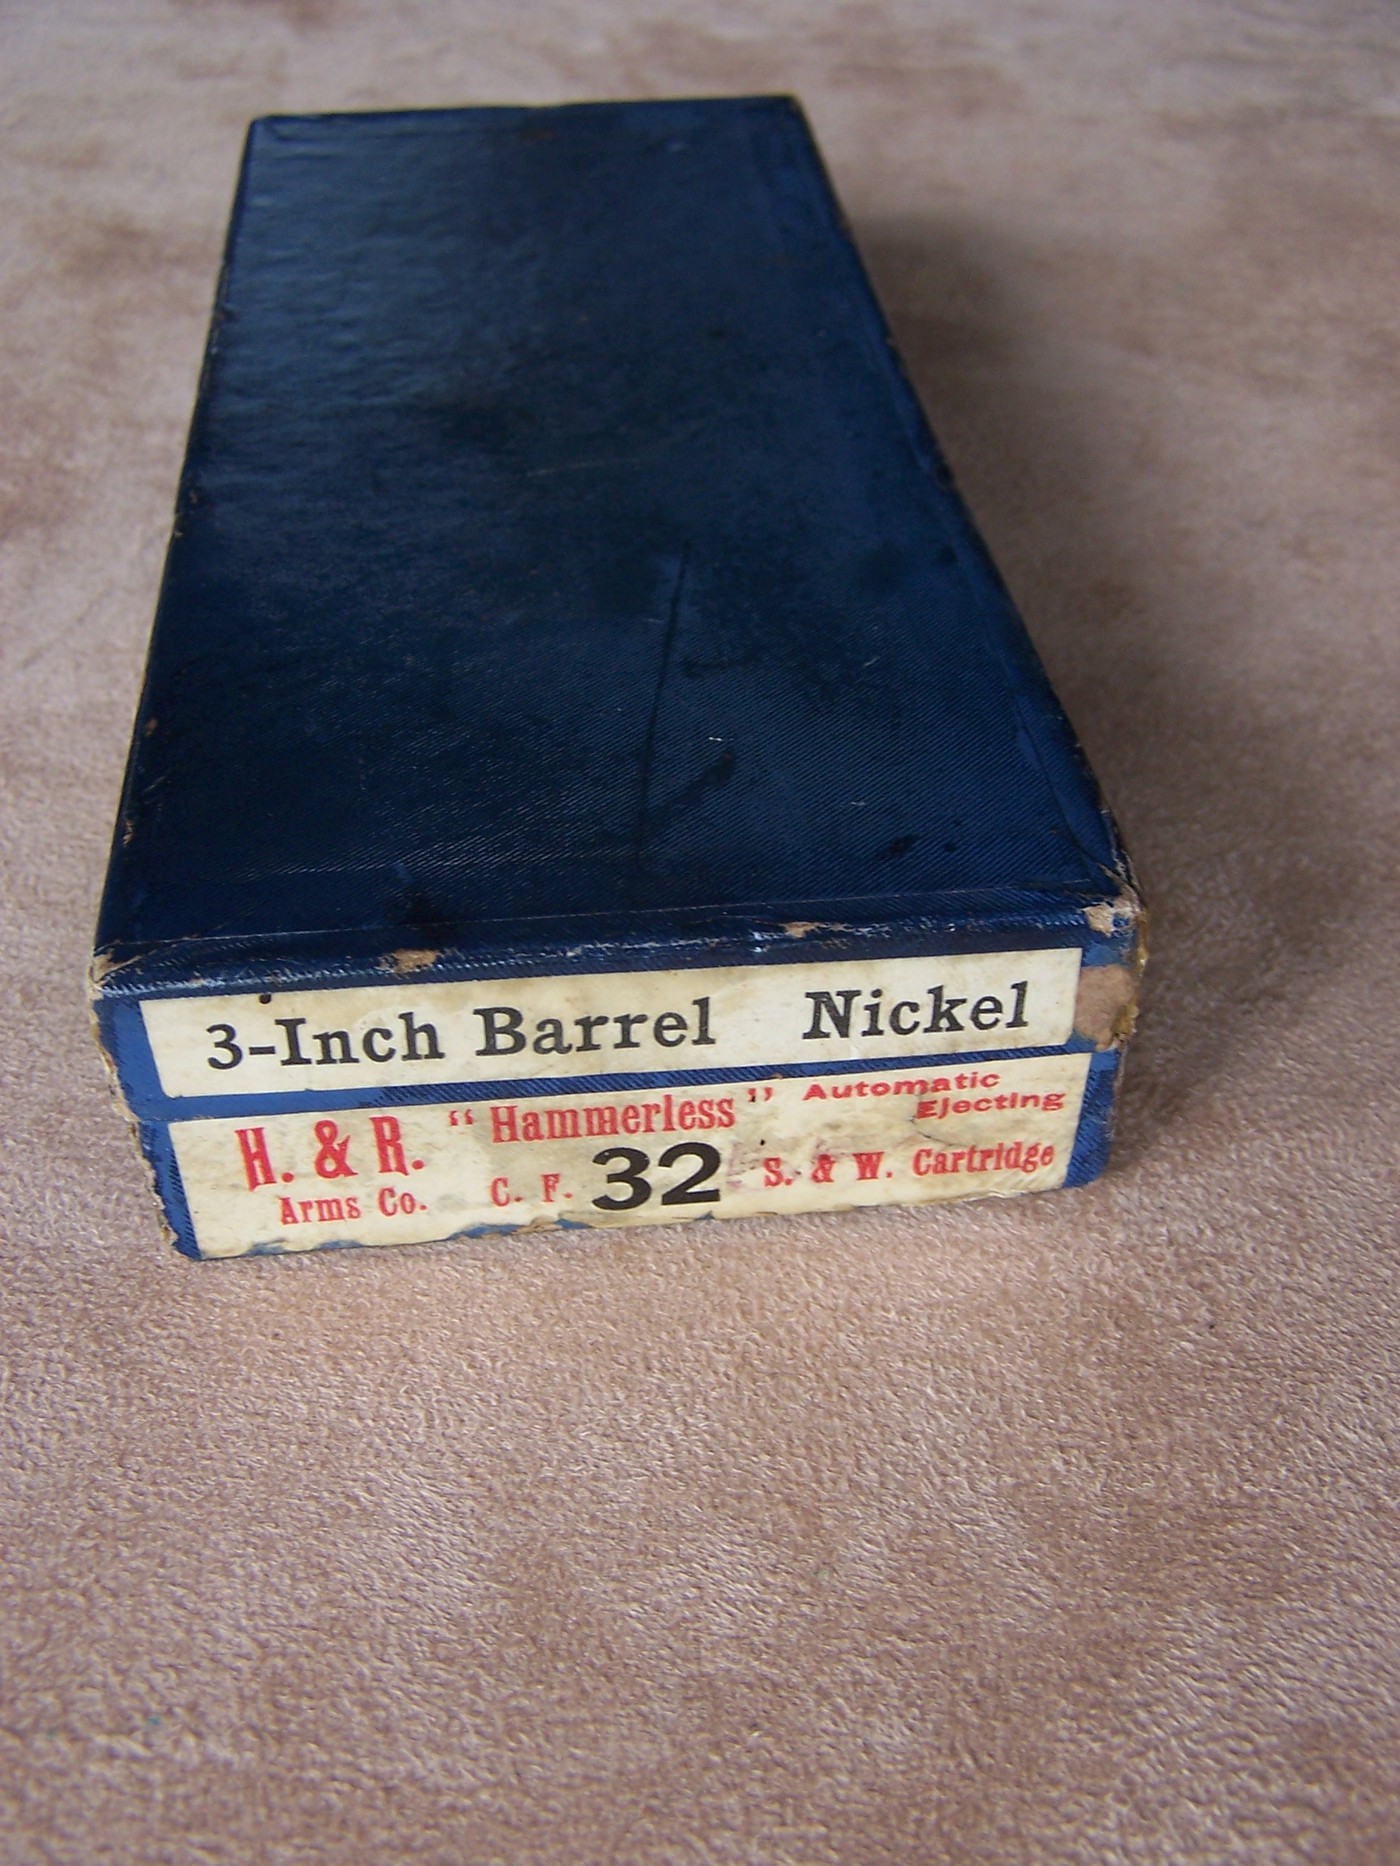 3-Inch Barrel Nickel
H. & R. "Hammerless" Automatic Ejecting
Arms Co. C. F. 32 S. & W. Cartridge